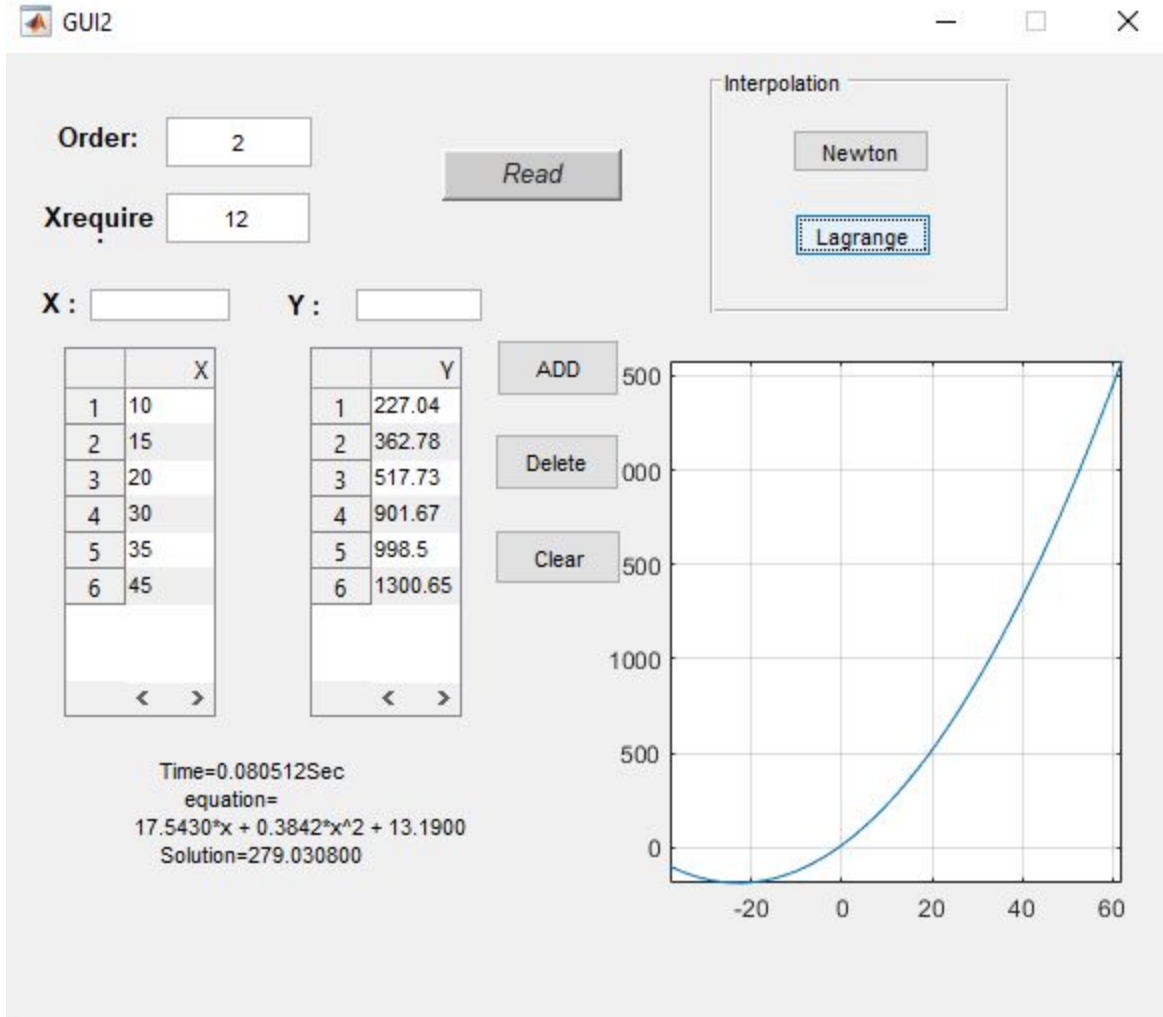 GUI2
Order:
2
Xrequire
.
12
Read
Interpolation
Newton
Lagrange
X :
Y :
X
1 10
2 15
3 20
4 30
5 35
6 45
< >
Y
1 227.04
2 362.78
3 517.73
4 901.67
5 998.5
6 1300.65
< >
ADD
Delete
Clear
500
000
500
1000
500
0
-20 0 20 40 60
Time=0.080512Sec
equation=
17.5430*x + 0.3842*x^2 + 13.1900
Solution=279.030800